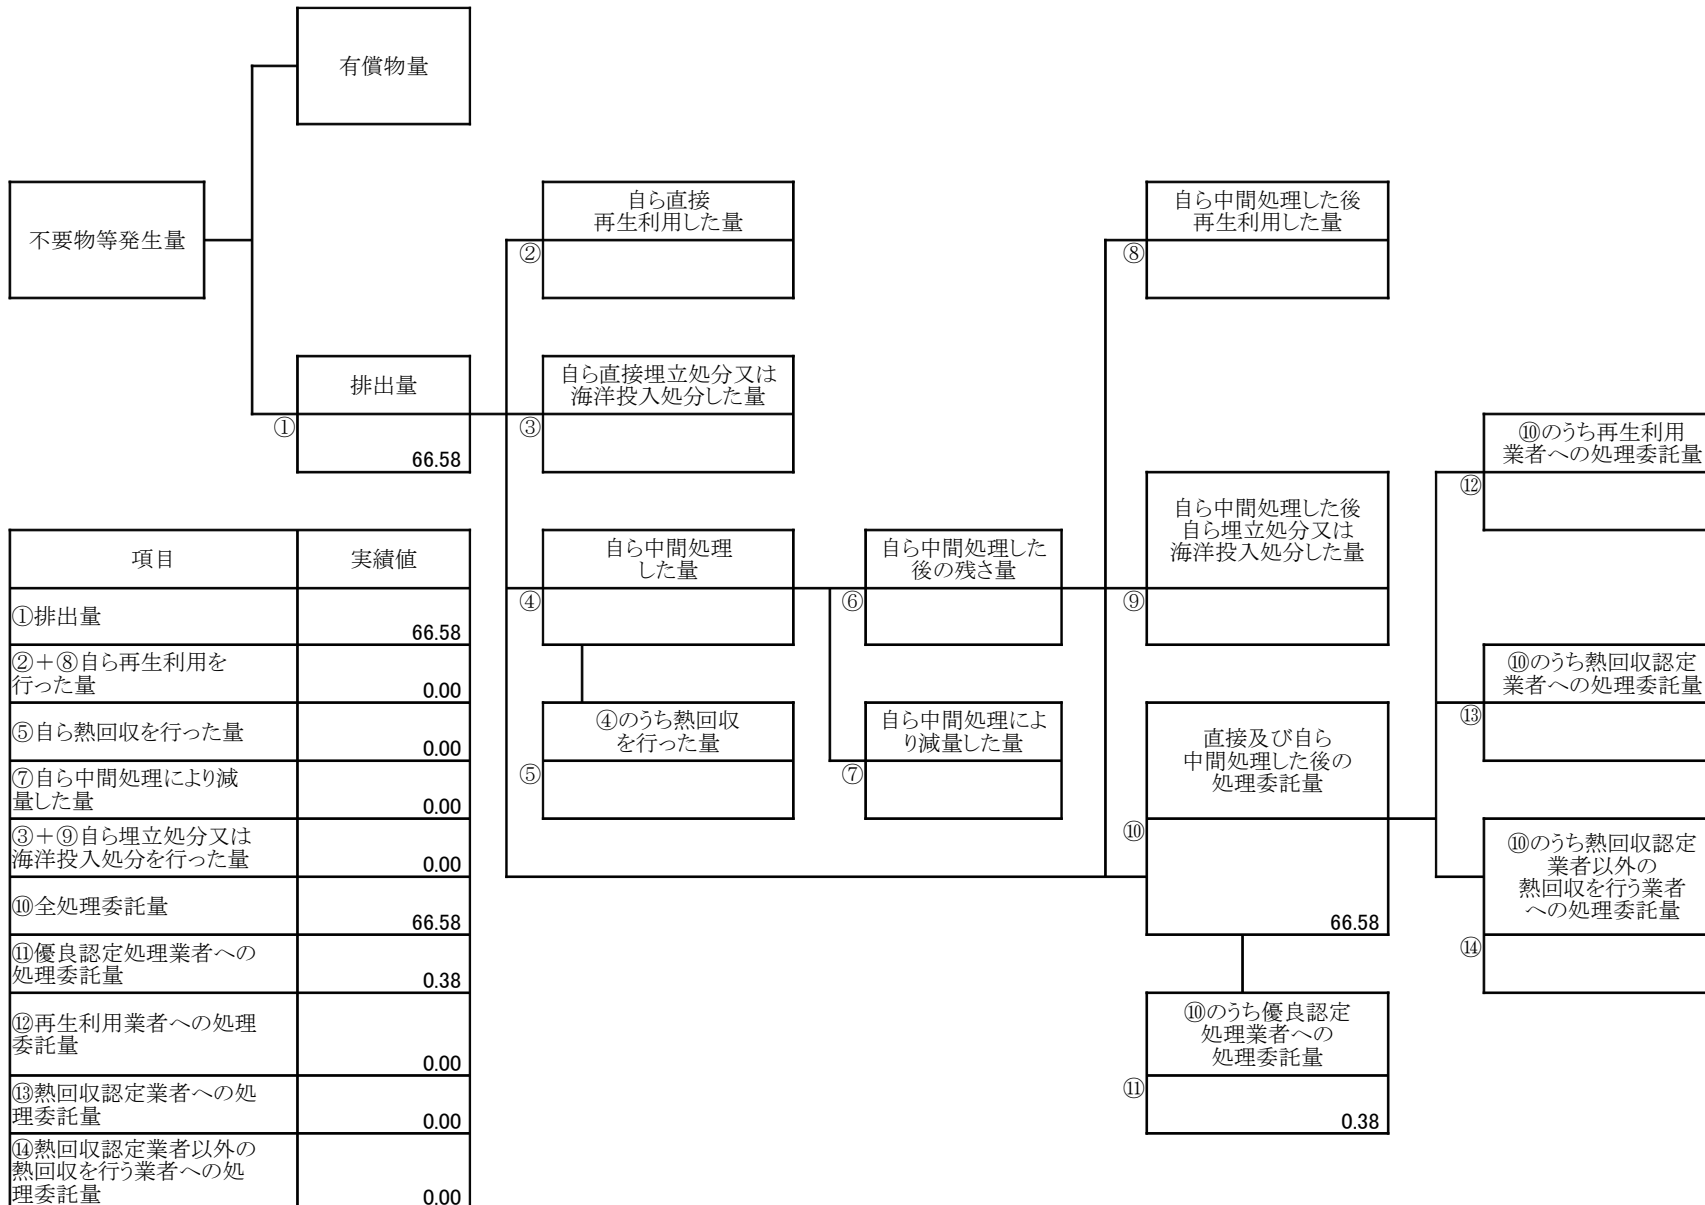 有償物量
不要物等発生量
自ら直接
再生利用した量
②
自ら中間処理した後
再生利用した量
⑧
排出量
①
66.58
自ら直接埋立処分又は
海洋投入処分した量
③
⑩のうち再生利用
業者への処理委託量
⑫
自ら中間処理した後
自ら埋立処分又は
海洋投入処分した量
⑨
自ら中間処理
した量
④
自ら中間処理した
後の残さ量
⑥
⑩のうち熱回収認定
業者への処理委託量
⑬
④のうち熱回収
を行った量
⑤
自ら中間処理によ
り減量した量
⑦
直接及び自ら
中間処理した後の
処理委託量
⑩
66.58
⑩のうち熱回収認定
業者以外の
熱回収を行う業者
への処理委託量
⑭
⑩のうち優良認定
処理業者への
処理委託量
⑪
0.38
項目 実績値
①排出量 66.58
②+⑧自ら再生利用を
行った量 0.00
⑤自ら熱回収を行った量 0.00
⑦自ら中間処理により減
量した量 0.00
③+⑨自ら埋立処分又は
海洋投入処分を行った量 0.00
⑩全処理委託量 66.58
⑪優良認定処理業者への
処理委託量 0.38
⑫再生利用業者への処理
委託量 0.00
⑬熱回収認定業者への処
理委託量 0.00
⑭熱回収認定業者以外の
熱回収を行う業者への処
理委託量 0.00